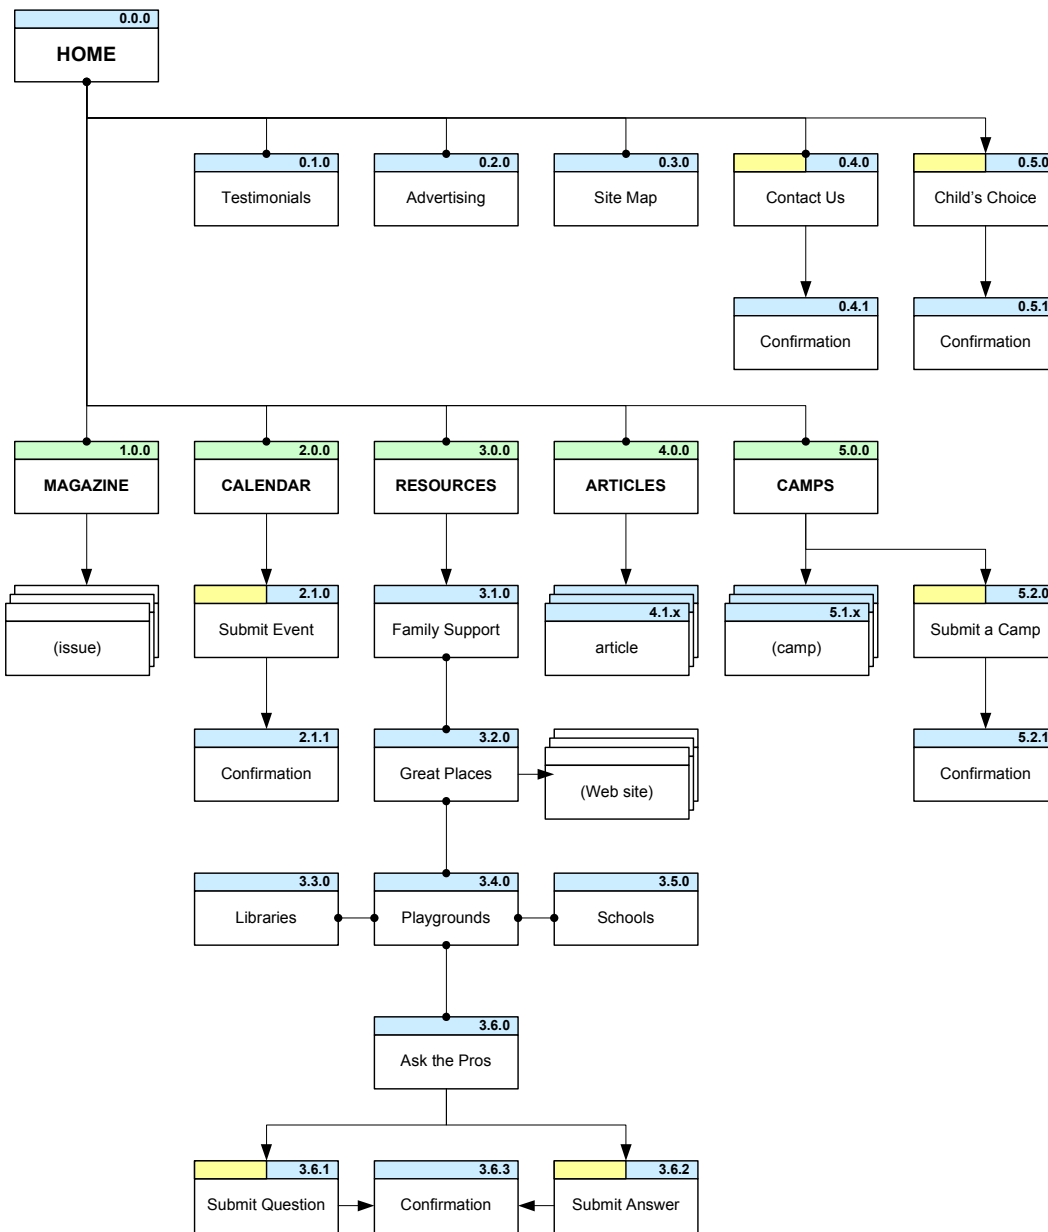 0.0.0
HOME
0.1.0
0.2.0
0.3.0
0.4.0
0.5.0
Testimonials
Advertising
Site Map
Contact Us
Child's Choice
0.4.1
0.5.1
Confirmation
Confirmation
1.0.0
2.0.0
3.0.0
4.0.0
5.0.0
MAGAZINE
CALENDAR
RESOURCES
ARTICLES
CAMPS
2.1.0
3.1.0
4.1.x
5.1.x
5.2.0
(issue)
Submit Event
Family Support
article
(camp)
Submit a Camp
2.1.1
3.2.0
5.2.1
Confirmation
Great Places
(Web site)
Confirmation
3.3.0
3.4.0
3.5.0
Libraries
Playgrounds
Schools
3.6.0
Ask the Pros
3.6.1
3.6.3
3.6.2
Submit Question
Confirmation
Submit Answer